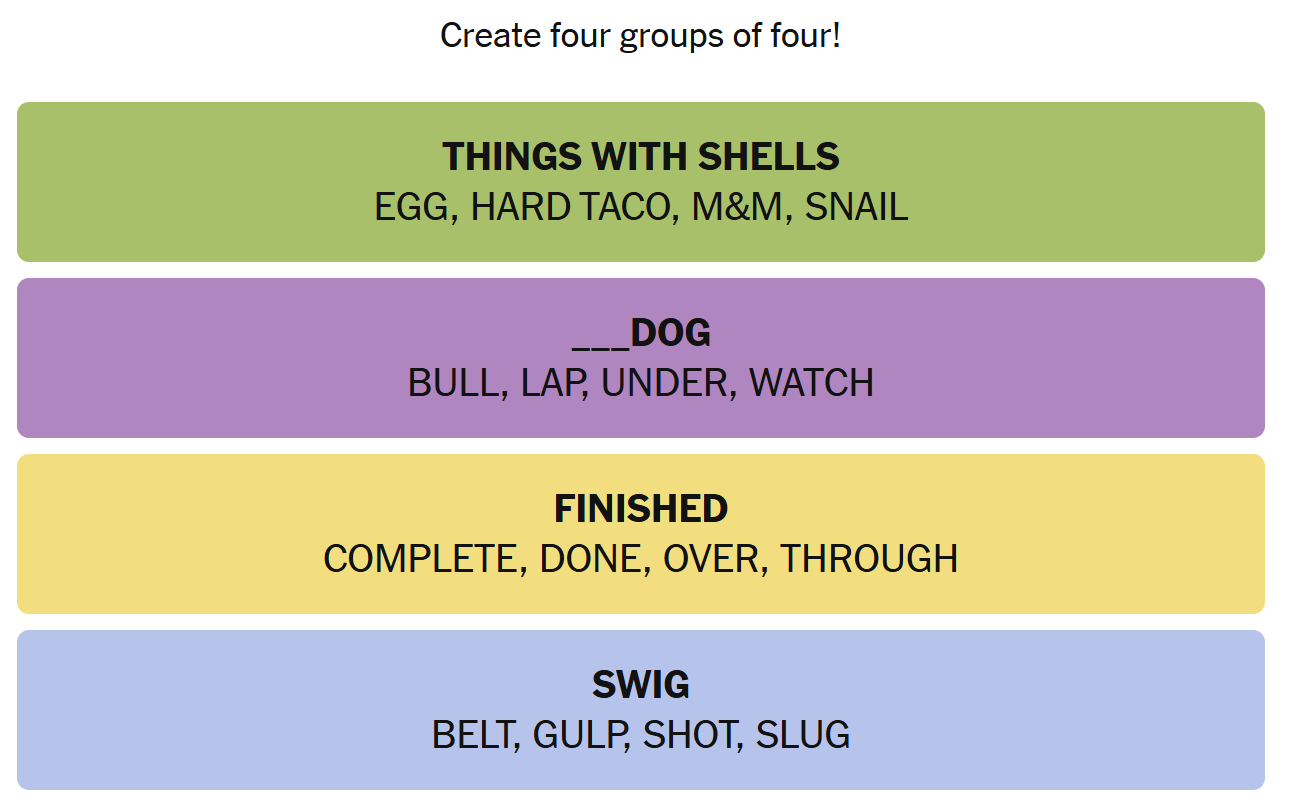 Create four groups of four!
THINGS WITH SHELLS
EGG, HARD TACO, M&M, SNAIL
___DOG
BULL, LAP, UNDER, WATCH
FINISHED
COMPLETE, DONE, OVER, THROUGH
SWIG
BELT, GULP, SHOT, SLUG